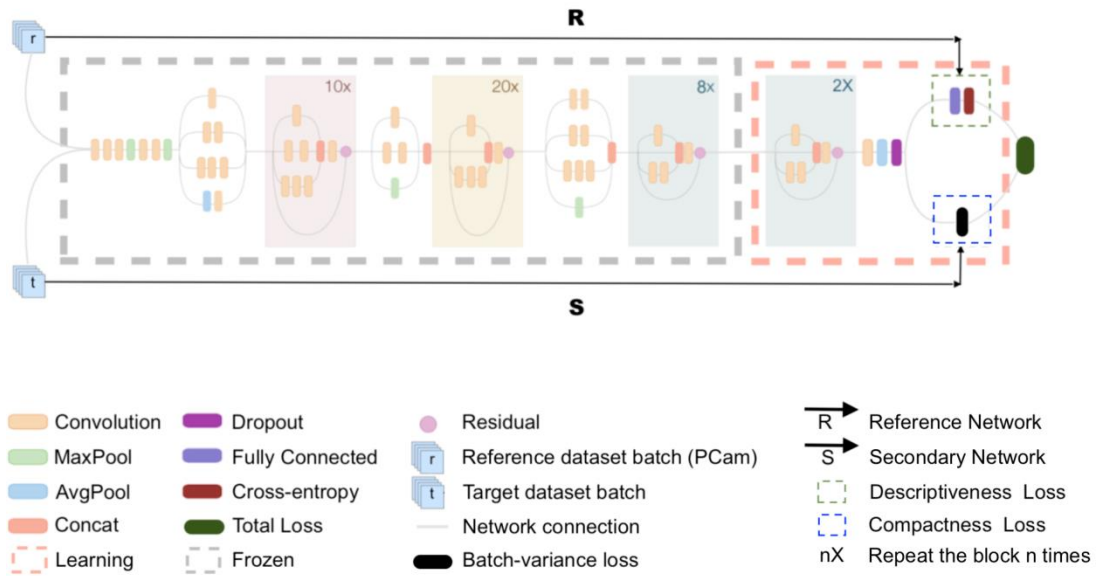 R
r
10x
20x
8x
2X
t
S
Convolution
MaxPool
AvgPool
Concat
Learning
Dropout
Fully Connected
Cross-entropy
Total Loss
Frozen
Residual
r
Reference dataset batch (PCam)
t
Target dataset batch
Network connection
Batch-variance loss
R
Reference Network
S
Secondary Network
Descriptiveness Loss
Compactness Loss
nX
Repeat the block n times